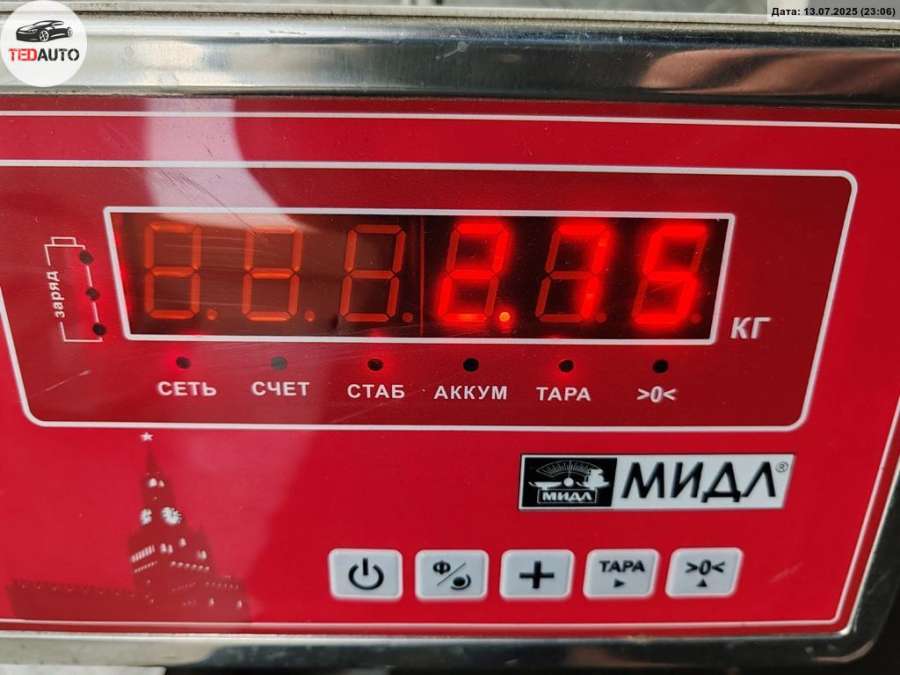 TEDAUTO
Дата: 13.07.2025 (23:06)
заряд
2.75
кг
СЕТЬ СЧЕТ СТАБ АККУМ ТАРА >0<
МИДЛ МИДЛ®
Ф ТАРА >0<